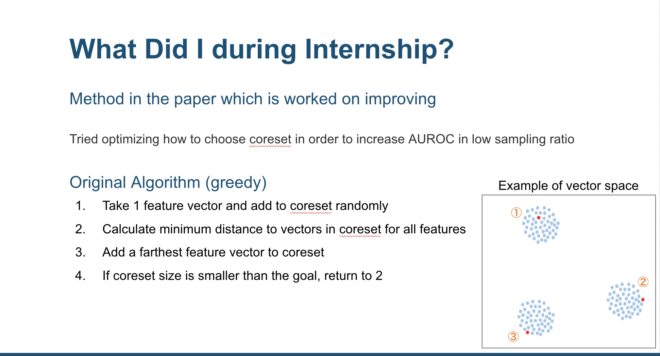 What Did I during Internship?
Method in the paper which is worked on improving
Tried optimizing how to choose coreset in order to increase AUROC in low sampling ratio
Original Algorithm (greedy)
1. Take 1 feature vector and add to coreset randomly
2. Calculate minimum distance to vectors in coreset for all features
3. Add a farthest feature vector to coreset
4. If coreset size is smaller than the goal, return to 2
Example of vector space
①
②
③